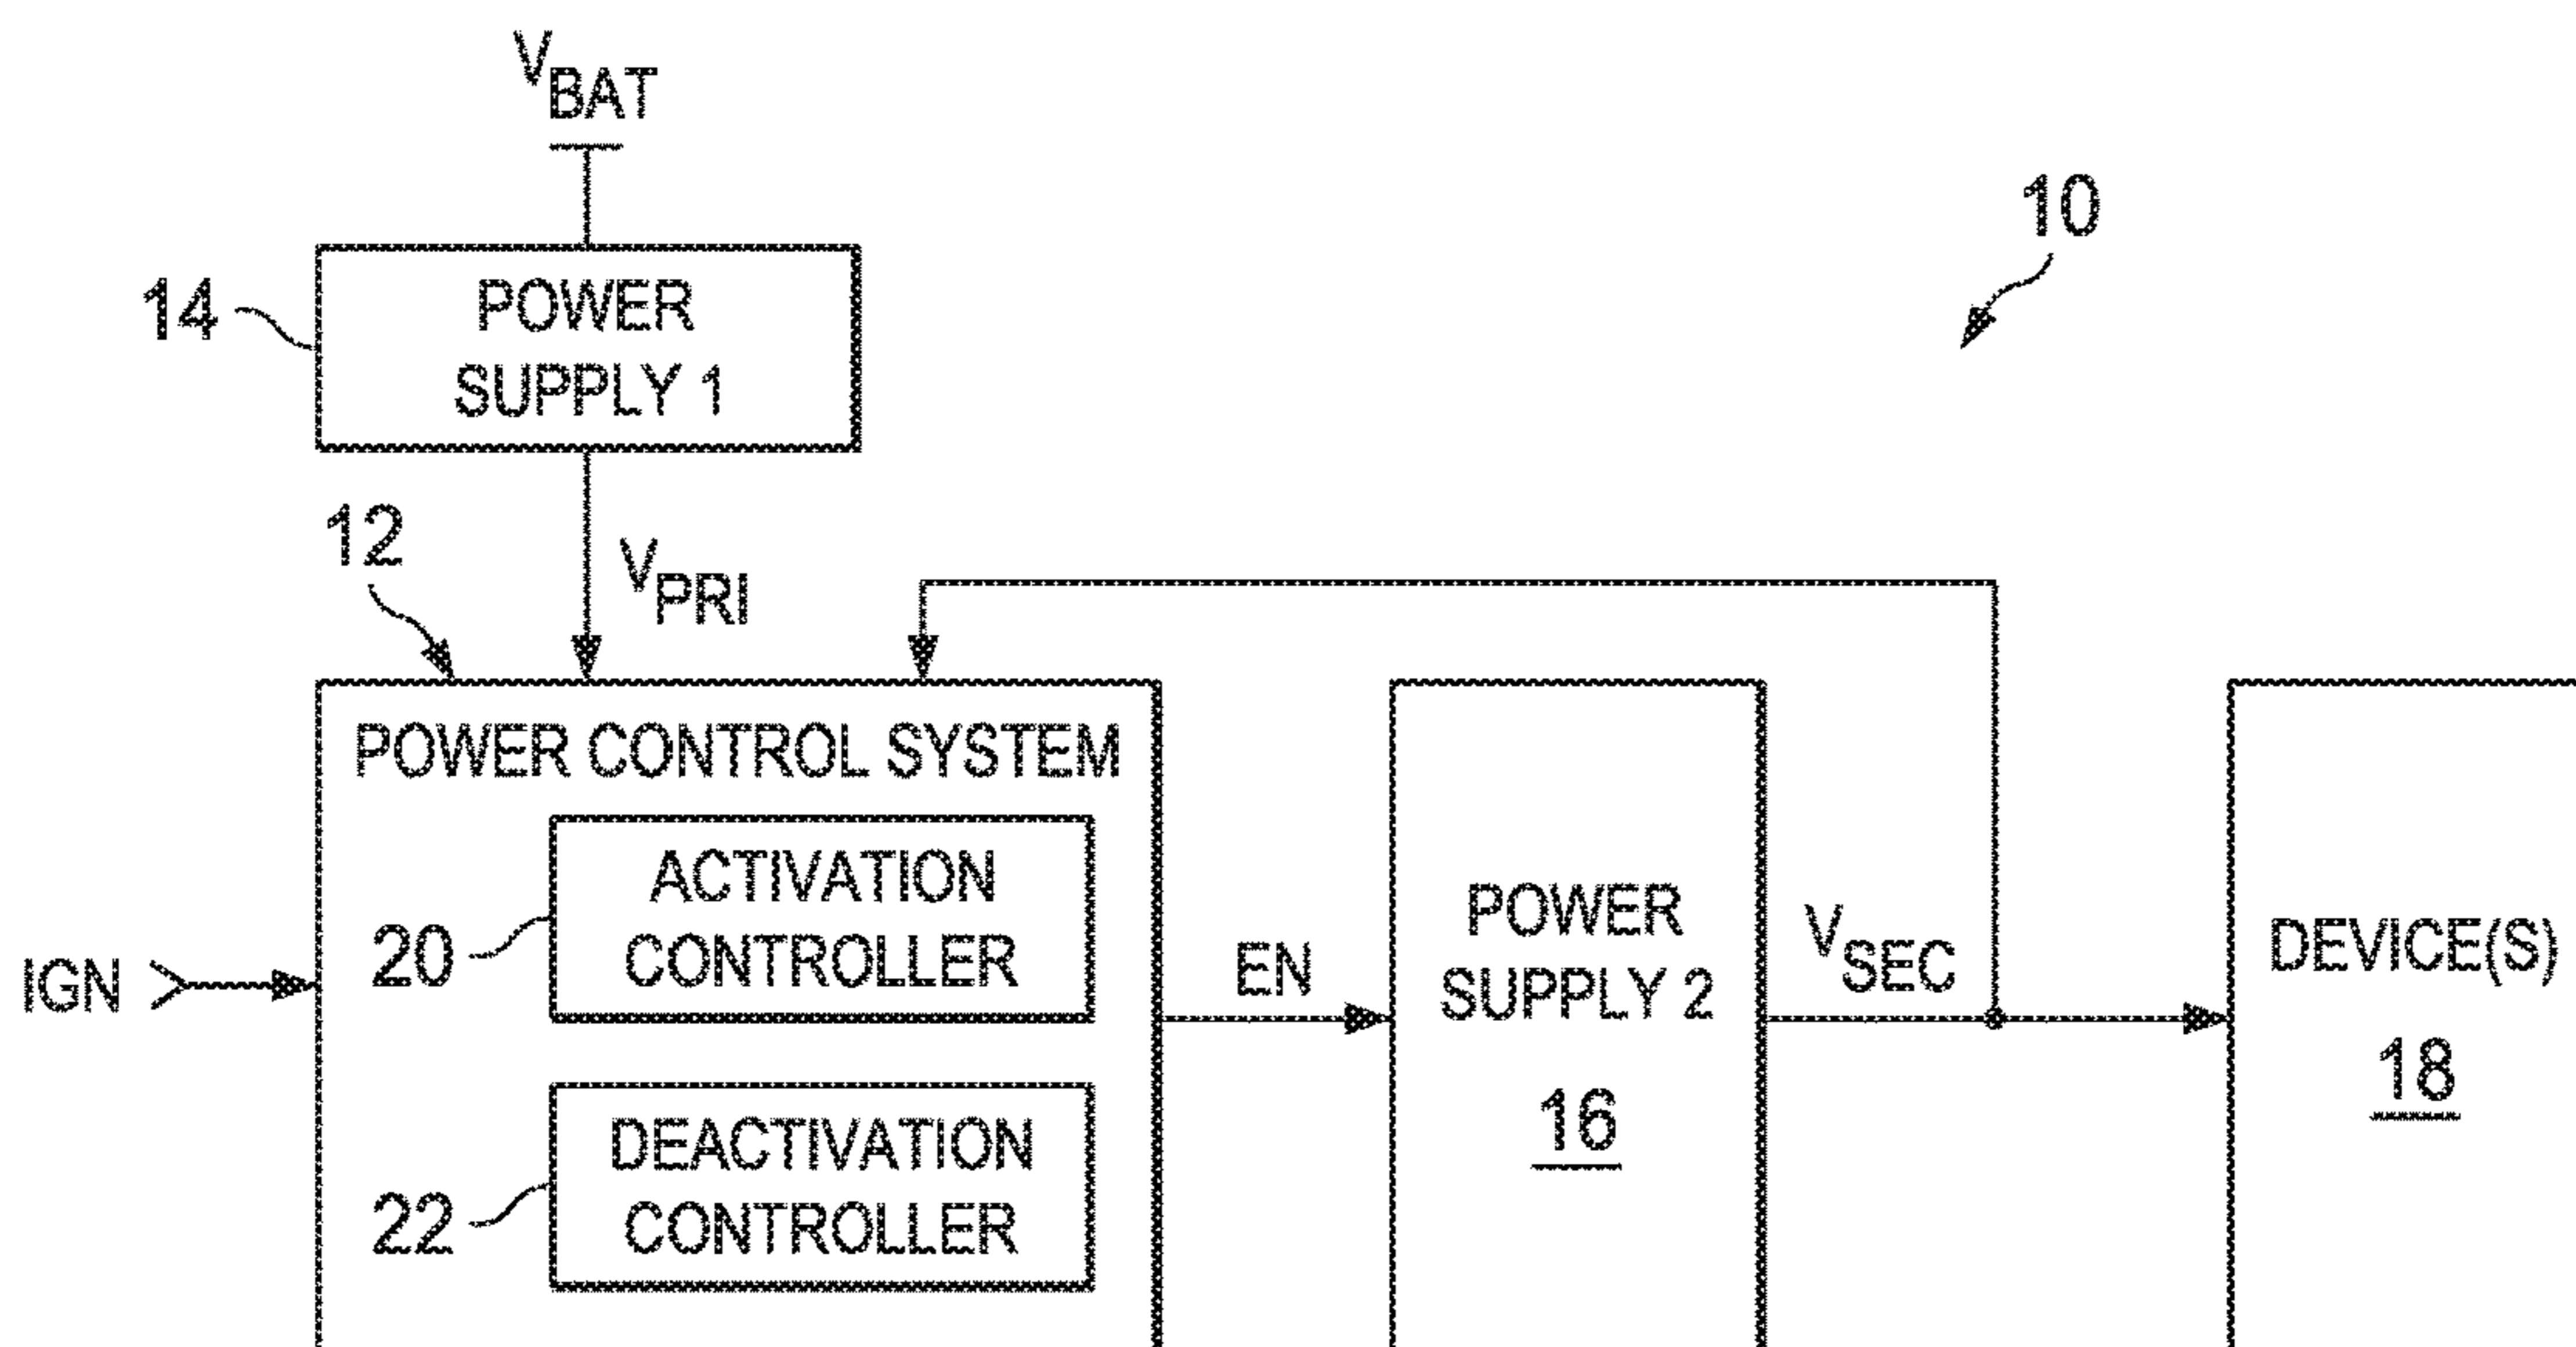 VBAT
10
14
POWER
SUPPLY 1
12
VPRI
POWER CONTROL SYSTEM
ACTIVATION
CONTROLLER
20
IGN
EN
POWER
SUPPLY 2
16
VSEC
DEVICE(S)
18
DEACTIVATION
CONTROLLER
22